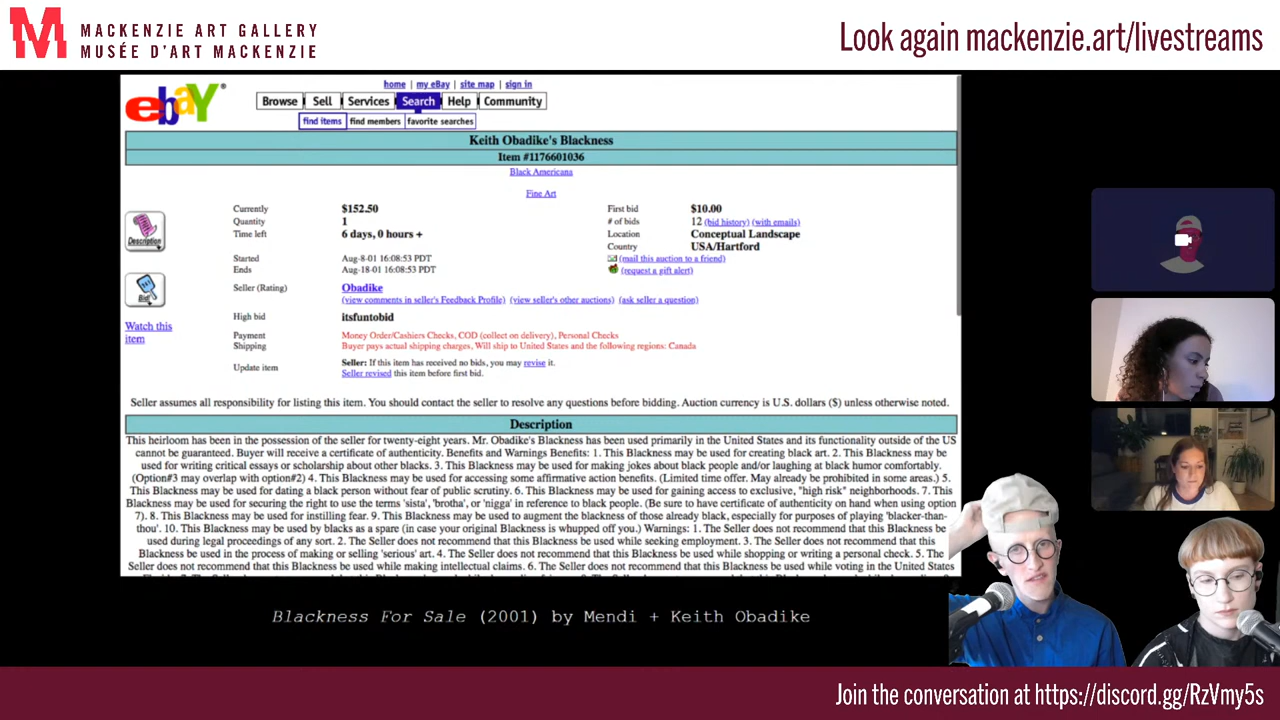 MACKENZIE ART GALLERY
MUSÉE D'ART MACKENZIE
Look again mackenzie.art/livestreams
ebaY®
home | my eBay | site map | sign in
Browse Sell Services Search Help Community
find items find members favorite searches
Keith Obadike's Blackness
Item #1176601036
Black Americana
Fine Art
Currently $152.50 First bid $10.00
Quantity 1 # of bids 12 (bid history) (with emails)
Time left 6 days, 0 hours + Location Conceptual Landscape
Country USA/Hartford
Started Aug-8-01 16:08:53 PDT (mail this auction to a friend)
Ends Aug-18-01 16:08:53 PDT (request a gift alert)
Description
Seller (Rating) Obadike
(view comments in seller's Feedback Profile) (view seller's other auctions) (ask seller a question)
Bid!
High bid itsfuntobid
Watch this
item
Payment Money Order/Cashiers Checks, COD (collect on delivery), Personal Checks
Shipping Buyer pays actual shipping charges, Will ship to United States and the following regions: Canada
Update item Seller: If this item has received no bids, you may revise it.
Seller revised this item before first bid.
Seller assumes all responsibility for listing this item. You should contact the seller to resolve any questions before bidding. Auction currency is U.S. dollars ($) unless otherwise noted.
Description
This heirloom has been in the possession of the seller for twenty-eight years. Mr. Obadike's Blackness has been used primarily in the United States and its functionality outside of the US
cannot be guaranteed. Buyer will receive a certificate of authenticity. Benefits and Warnings Benefits: 1. This Blackness may be used for creating black art. 2. This Blackness may be
used for writing critical essays or scholarship about other blacks. 3. This Blackness may be used for making jokes about black people and/or laughing at black humor comfortably.
(Option#3 may overlap with option#2) 4. This Blackness may be used for accessing some affirmative action benefits. (Limited time offer. May already be prohibited in some areas.) 5.
This Blackness may be used for dating a black person without fear of public scrutiny. 6. This Blackness may be used for gaining access to exclusive, "high risk" neighborhoods. 7. This
Blackness may be used for securing the right to use the terms 'sista', 'brotha', or 'nigga' in reference to black people. (Be sure to have certificate of authenticity on hand when using option
7). 8. This Blackness may be used for instilling fear. 9. This Blackness may be used to augment the blackness of those already black, especially for purposes of playing 'blacker-than-
thou'. 10. This Blackness may be used by blacks as a spare (in case your original Blackness is whupped off you.) Warnings: 1. The Seller does not recommend that this Blackness be
used during legal proceedings of any sort. 2. The Seller does not recommend that this Blackness be used while seeking employment. 3. The Seller does not recommend that this
Blackness be used in the process of making or selling 'serious' art. 4. The Seller does not recommend that this Blackness be used while shopping or writing a personal check. 5. The
Seller does not recommend that this Blackness be used while making intellectual claims. 6. The Seller does not recommend that this Blackness be used while voting in the United States
Blackness For Sale (2001) by Mendi + Keith Obadike
Join the conversation at https://discord.gg/RzVmy5s